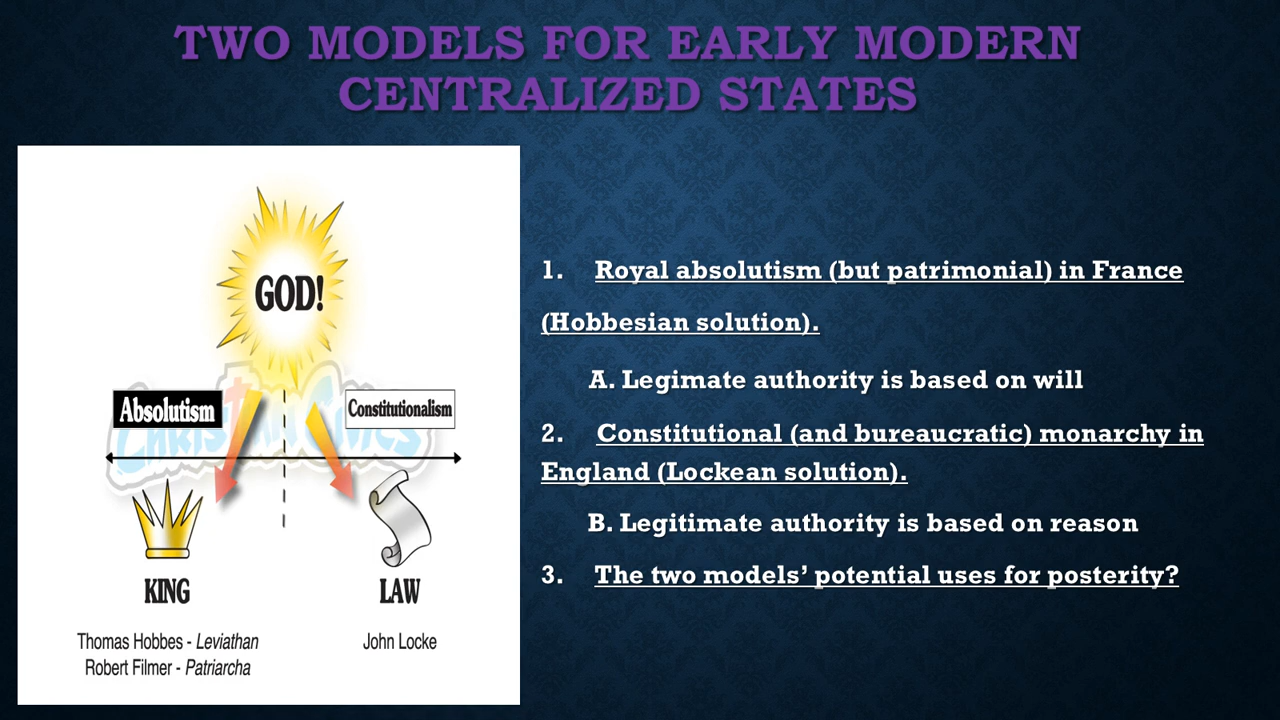 TWO MODELS FOR EARLY MODERN
CENTRALIZED STATES
GOD!
Absolutism
Constitutionalism
CHRISTIAN CIVICS
KING
LAW
Thomas Hobbes - Leviathan
Robert Filmer - Patriarcha
John Locke
1. Royal absolutism (but patrimonial) in France
(Hobbesian solution).
A. Legimate authority is based on will
2. Constitutional (and bureaucratic) monarchy in
England (Lockean solution).
B. Legitimate authority is based on reason
3. The two models’ potential uses for posterity?